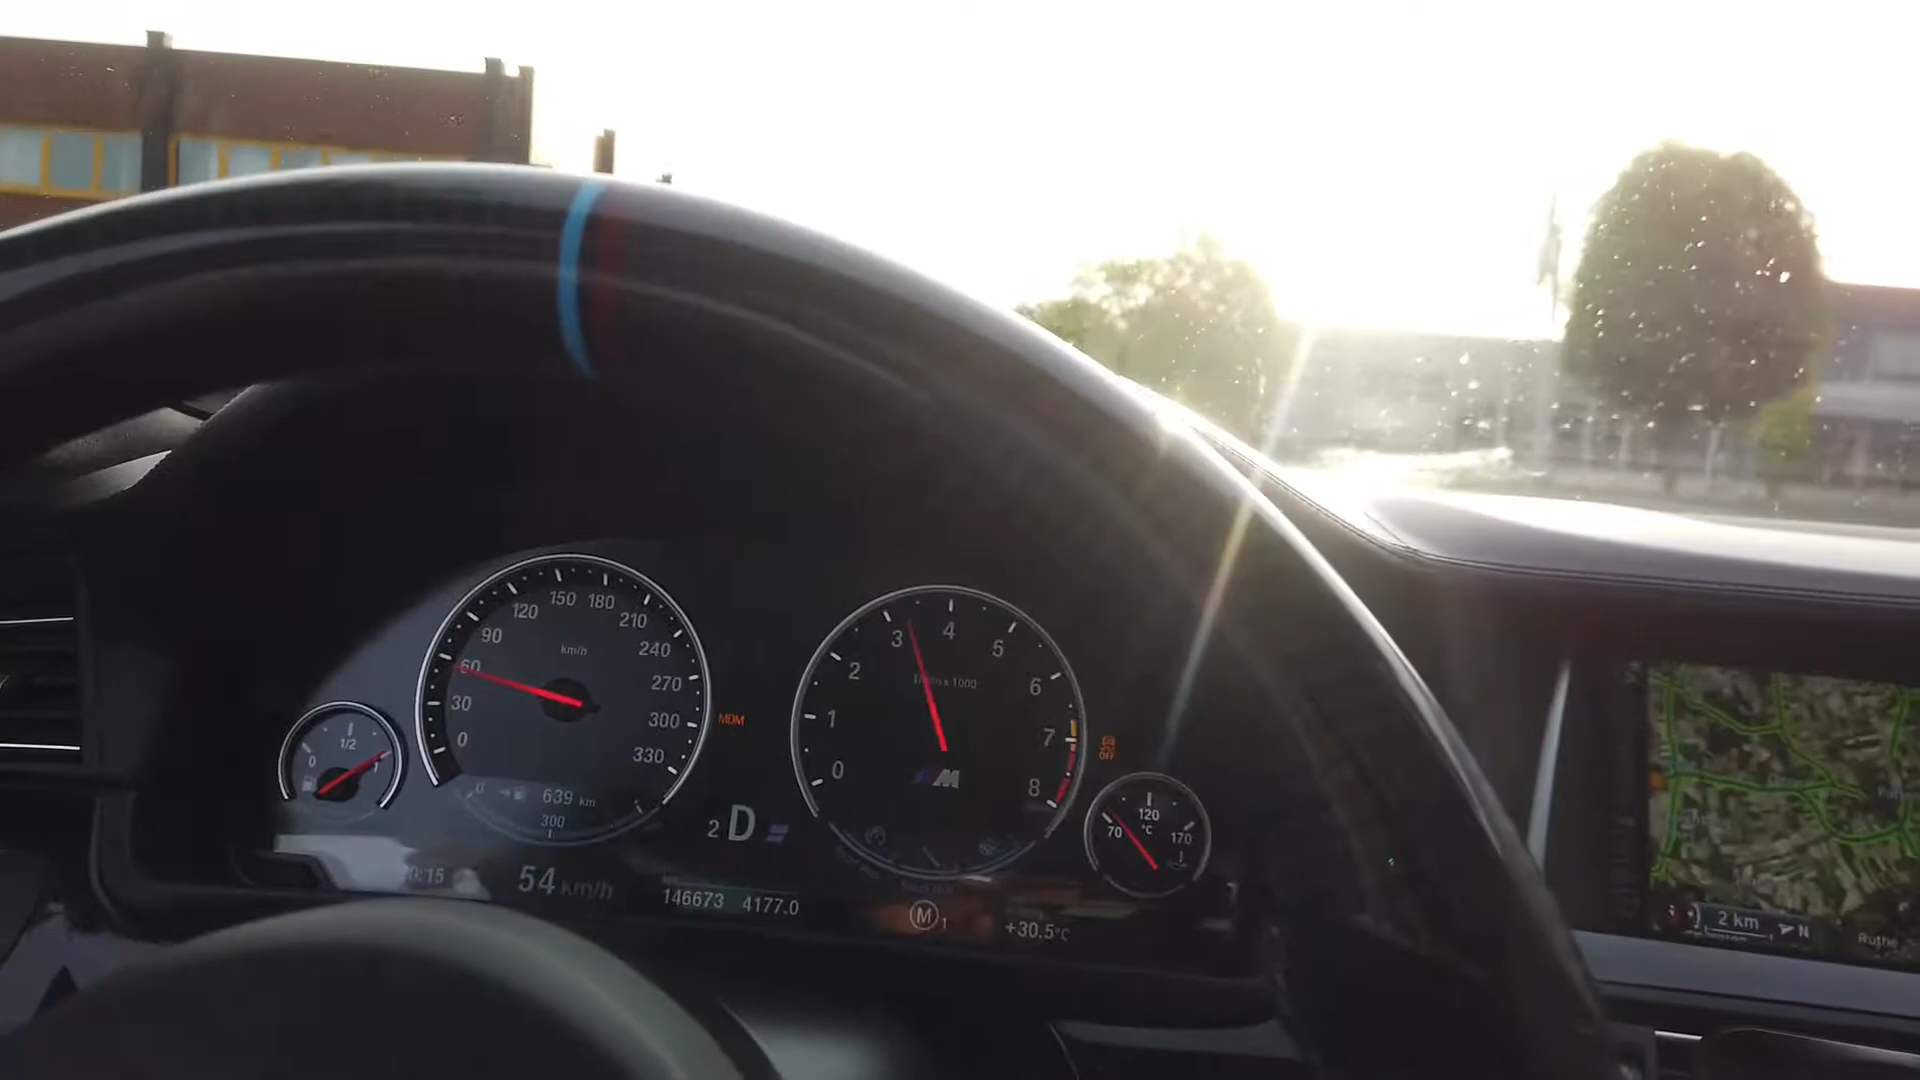 120 150 180
90 210
60 km/h 240
30 270
0 300
330
MDM
1/2
0 1
639 km
300
54 km/h
2 D
146673 4177.0
3 4 5
2 6
1 7
0 8
1/min x 1000
M
OFF
120
70 °C 170
M 1
+30.5°C
2 km N
Ruthe